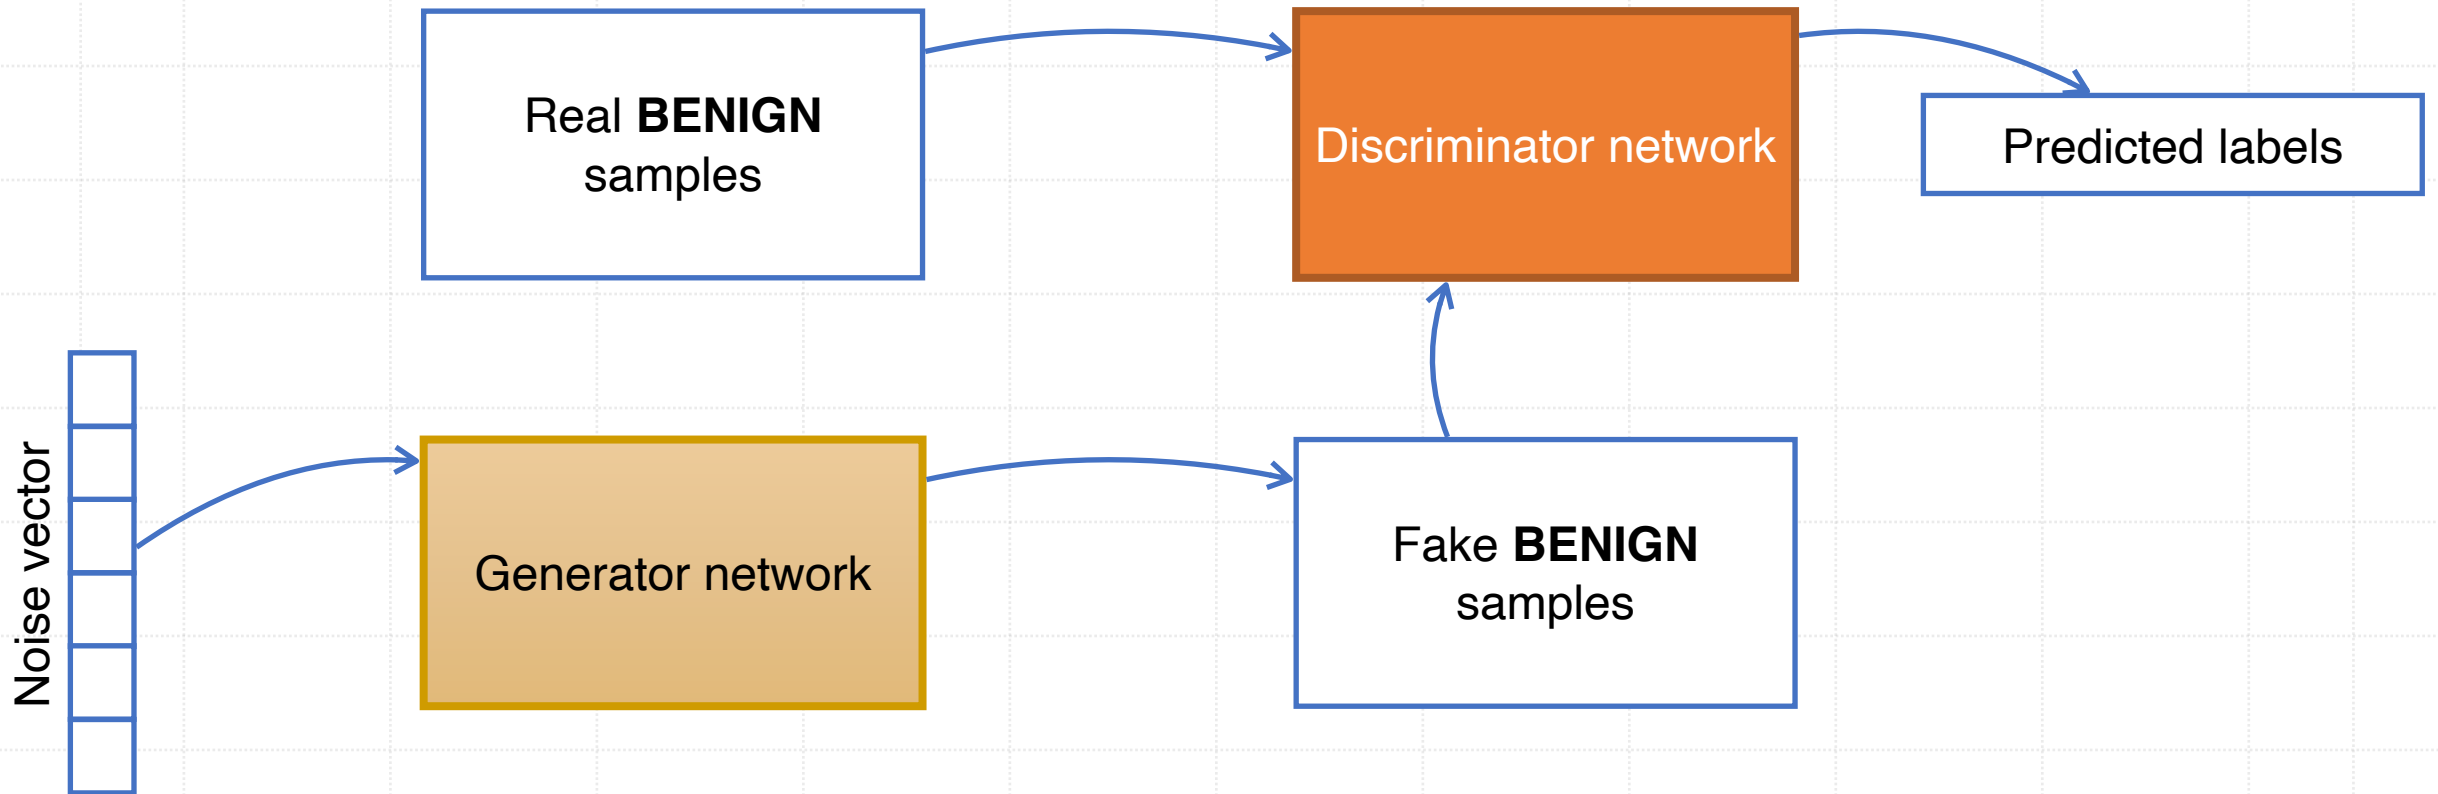 Real BENIGN
samples
Discriminator network
Predicted labels
Noise vector
Generator network
Fake BENIGN
samples